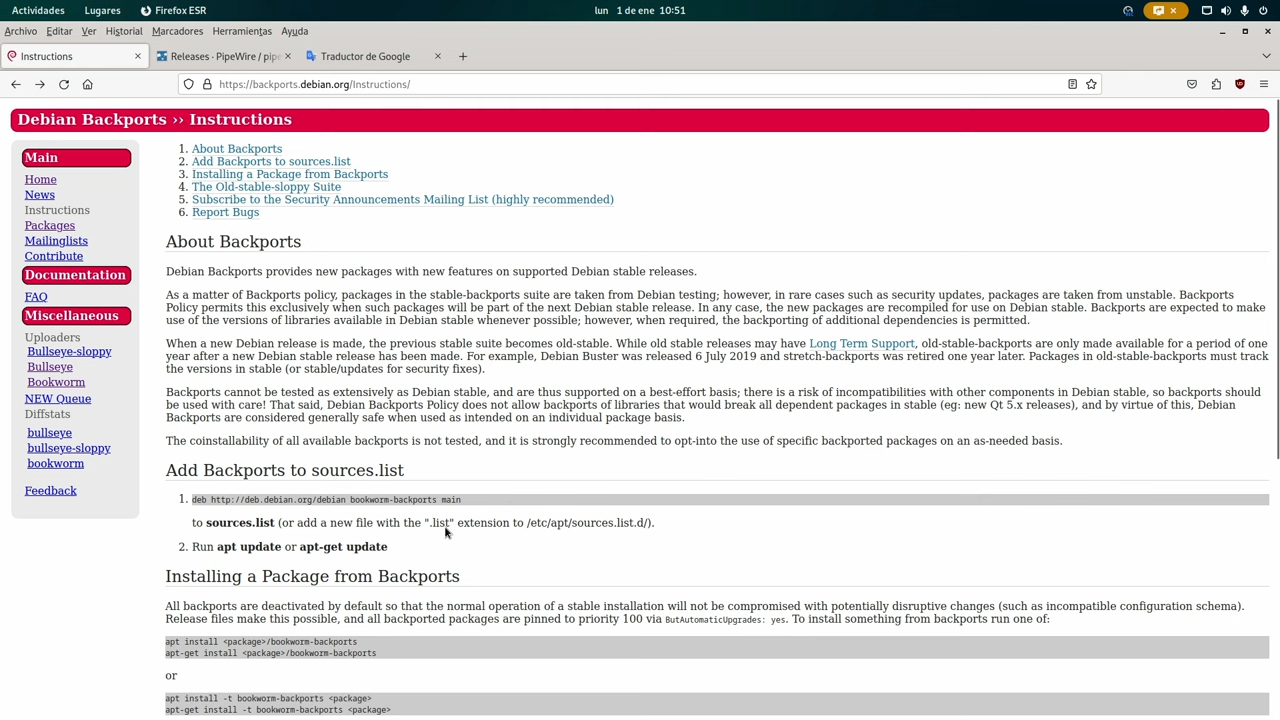 Actividades Lugares Firefox ESR lun 1 de ene 10:51
Archivo Editar Ver Historial Marcadores Herramientas Ayuda
Instructions Releases · PipeWire / pipe Traductor de Google
https://backports.debian.org/Instructions/
Debian Backports ›› Instructions
Main
Home
News
Instructions
Packages
Mailinglists
Contribute
Documentation
FAQ
Miscellaneous
Uploaders
Bullseye-sloppy
Bullseye
Bookworm
NEW Queue
Diffstats
bullseye
bullseye-sloppy
bookworm
Feedback
1. About Backports
2. Add Backports to sources.list
3. Installing a Package from Backports
4. The Old-stable-sloppy Suite
5. Subscribe to the Security Announcements Mailing List (highly recommended)
6. Report Bugs
About Backports
Debian Backports provides new packages with new features on supported Debian stable releases.
As a matter of Backports policy, packages in the stable-backports suite are taken from Debian testing; however, in rare cases such as security updates, packages are taken from unstable. Backports
Policy permits this exclusively when such packages will be part of the next Debian stable release. In any case, the new packages are recompiled for use on Debian stable. Backports are expected to make
use of the versions of libraries available in Debian stable whenever possible; however, when required, the backporting of additional dependencies is permitted.
When a new Debian release is made, the previous stable suite becomes old-stable. While old stable releases may have Long Term Support, old-stable-backports are only made available for a period of one
year after a new Debian stable release has been made. For example, Debian Buster was released 6 July 2019 and stretch-backports was retired one year later. Packages in old-stable-backports must track
the versions in stable (or stable/updates for security fixes).
Backports cannot be tested as extensively as Debian stable, and are thus supported on a best-effort basis; there is a risk of incompatibilities with other components in Debian stable, so backports should
be used with care! That said, Debian Backports Policy does not allow backports of libraries that would break all dependent packages in stable (eg: new Qt 5.x releases), and by virtue of this, Debian
Backports are considered generally safe when used as intended on an individual package basis.
The coinstallability of all available backports is not tested, and it is strongly recommended to opt-into the use of specific backported packages on an as-needed basis.
Add Backports to sources.list
1. deb http://deb.debian.org/debian bookworm-backports main
to sources.list (or add a new file with the ".list" extension to /etc/apt/sources.list.d/).
2. Run apt update or apt-get update
Installing a Package from Backports
All backports are deactivated by default so that the normal operation of a stable installation will not be compromised with potentially disruptive changes (such as incompatible configuration schema).
Release files make this possible, and all backported packages are pinned to priority 100 via ButAutomaticUpgrades: yes. To install something from backports run one of:
apt install <package>/bookworm-backports
apt-get install <package>/bookworm-backports
or
apt install -t bookworm-backports <package>
apt-get install -t bookworm-backports <package>